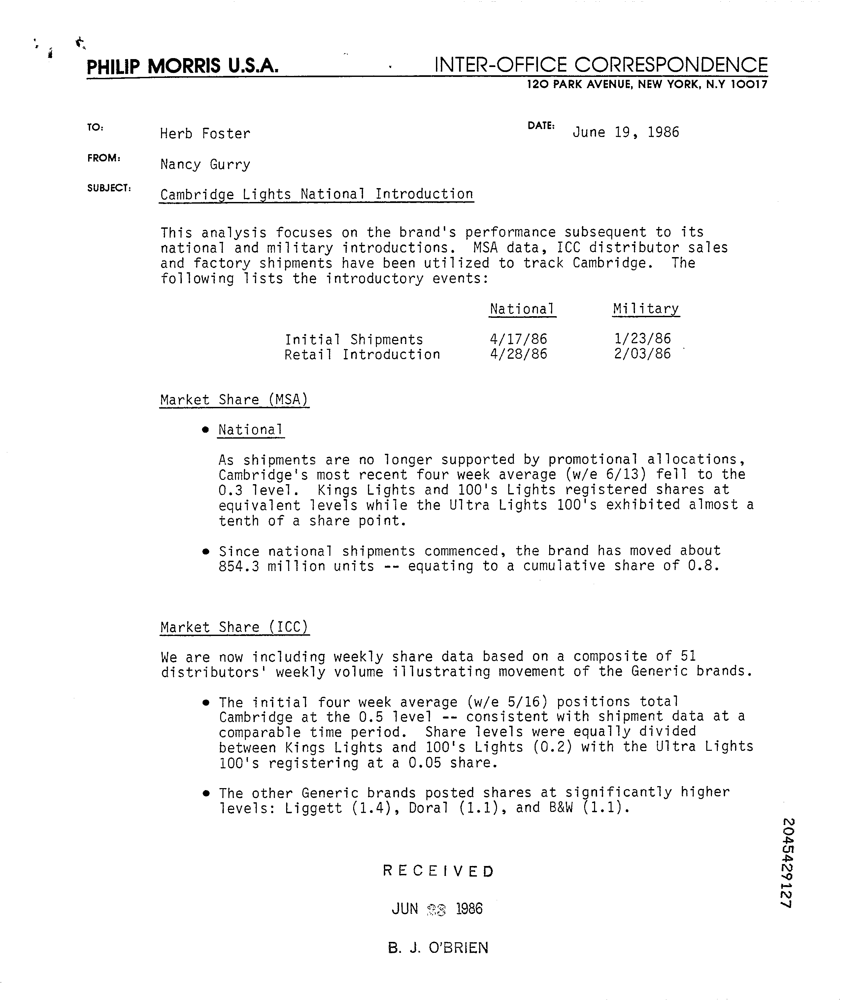 PHILIP MORRIS U.S.A. INTER-OFFICE CORRESPONDENCE
120 PARK AVENUE, NEW YORK, N.Y 10017
TO: Herb Foster DATE: June 19, 1986
FROM: Nancy Gurry
SUBJECT: Cambridge Lights National Introduction
This analysis focuses on the brand's performance subsequent to its
national and military introductions. MSA data, ICC distributor sales
and factory shipments have been utilized to track Cambridge. The
following lists the introductory events:
National Military
Initial Shipments 4/17/86 1/23/86
Retail Introduction 4/28/86 2/03/86
Market Share (MSA)
• National
As shipments are no longer supported by promotional allocations,
Cambridge's most recent four week average (w/e 6/13) fell to the
0.3 level. Kings Lights and 100's Lights registered shares at
equivalent levels while the Ultra Lights 100's exhibited almost a
tenth of a share point.
• Since national shipments commenced, the brand has moved about
854.3 million units -- equating to a cumulative share of 0.8.
Market Share (ICC)
We are now including weekly share data based on a composite of 51
distributors' weekly volume illustrating movement of the Generic brands.
• The initial four week average (w/e 5/16) positions total
Cambridge at the 0.5 level -- consistent with shipment data at a
comparable time period. Share levels were equally divided
between Kings Lights and 100's Lights (0.2) with the Ultra Lights
100's registering at a 0.05 share.
• The other Generic brands posted shares at significantly higher
levels: Liggett (1.4), Doral (1.1), and B&W (1.1).
RECEIVED
JUN 1986
B. J. O'BRIEN
2045429127